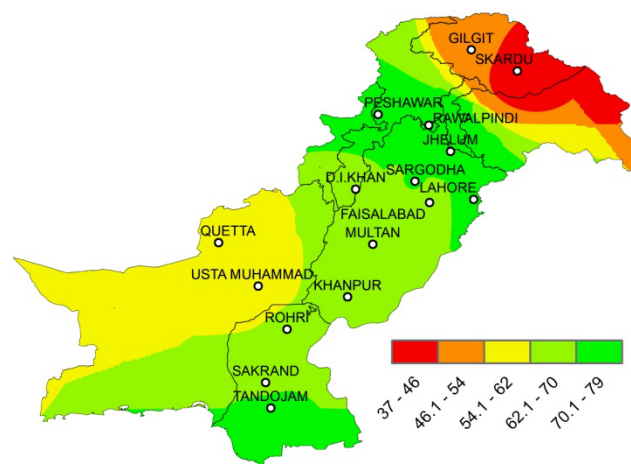 GILGIT
SKARDU
PESHAWAR
RAWALPINDI
JHELUM
SARGODHA
D.I.KHAN
LAHORE
FAISALABAD
MULTAN
QUETTA
USTA MUHAMMAD
KHANPUR
ROHRI
SAKRAND
TANDOJAM
37 - 46
46.1 - 54
54.1 - 62
62.1 - 70
70.1 - 79